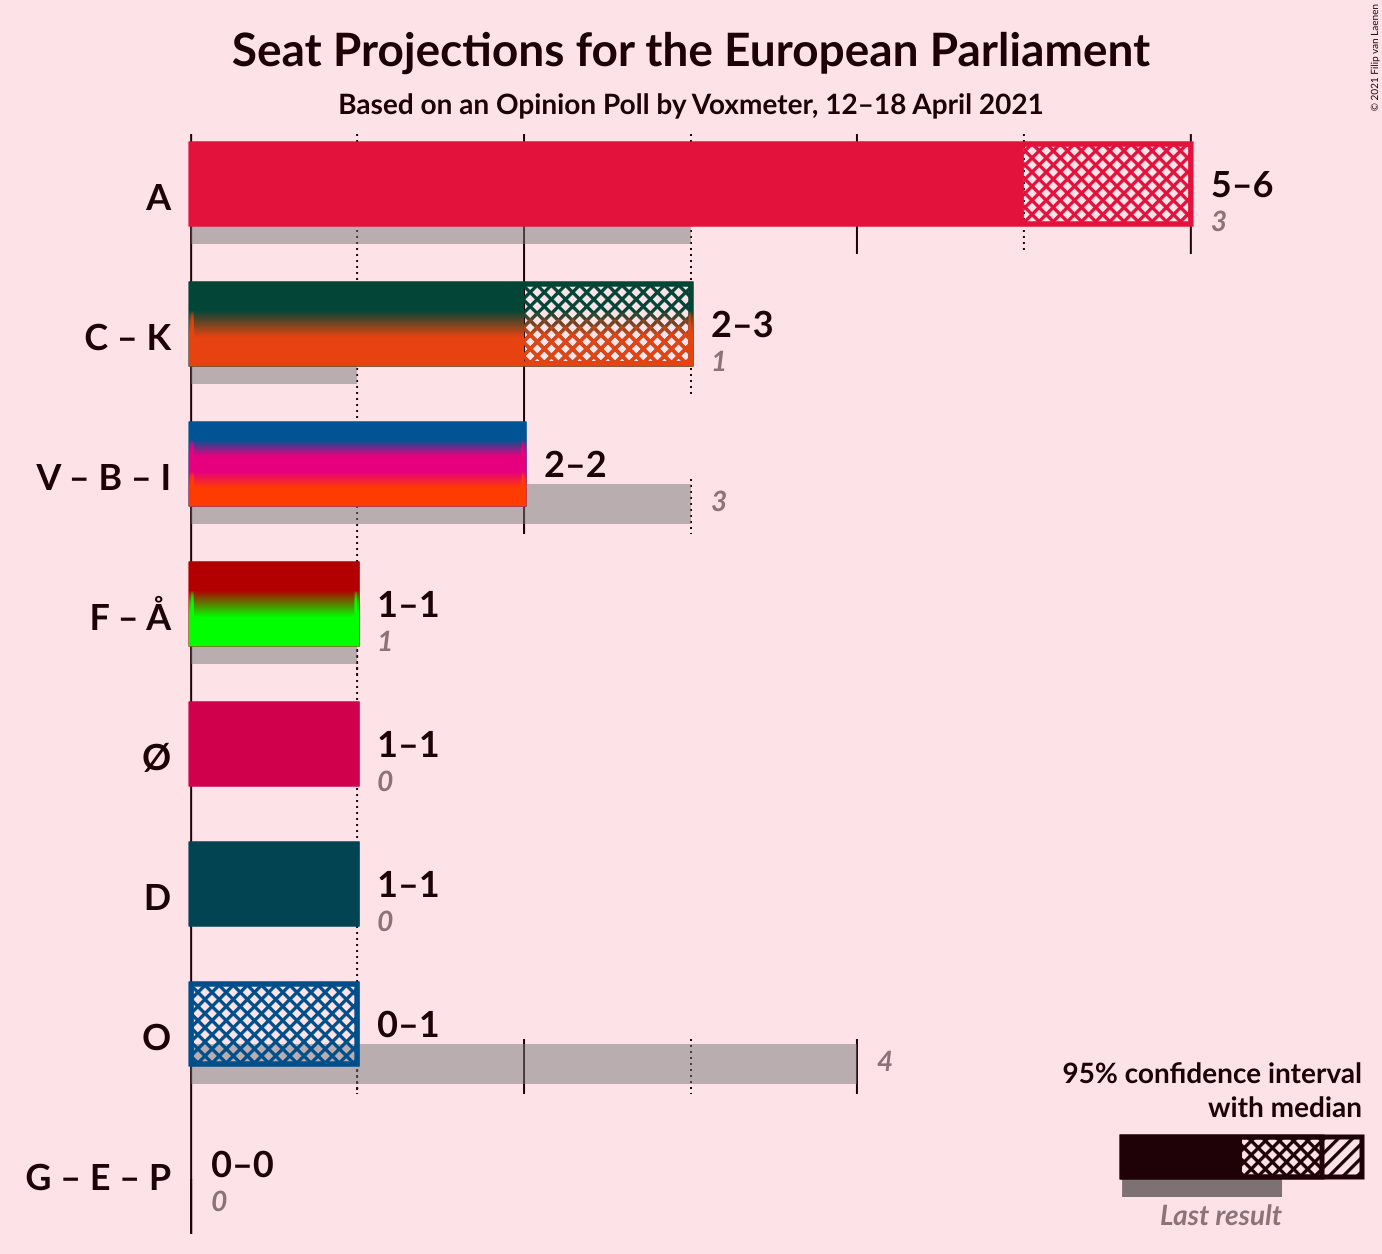 Seat Projections for the European Parliament
Based on an Opinion Poll by Voxmeter, 12–18 April 2021
© 2021 Filip van Laenen
A
5–6
3
C – K
2–3
1
V – B – I
2–2
3
F – Å
1–1
1
Ø
1–1
0
D
1–1
0
O
0–1
4
G – E – P
0–0
0
95% confidence interval
with median
Last result